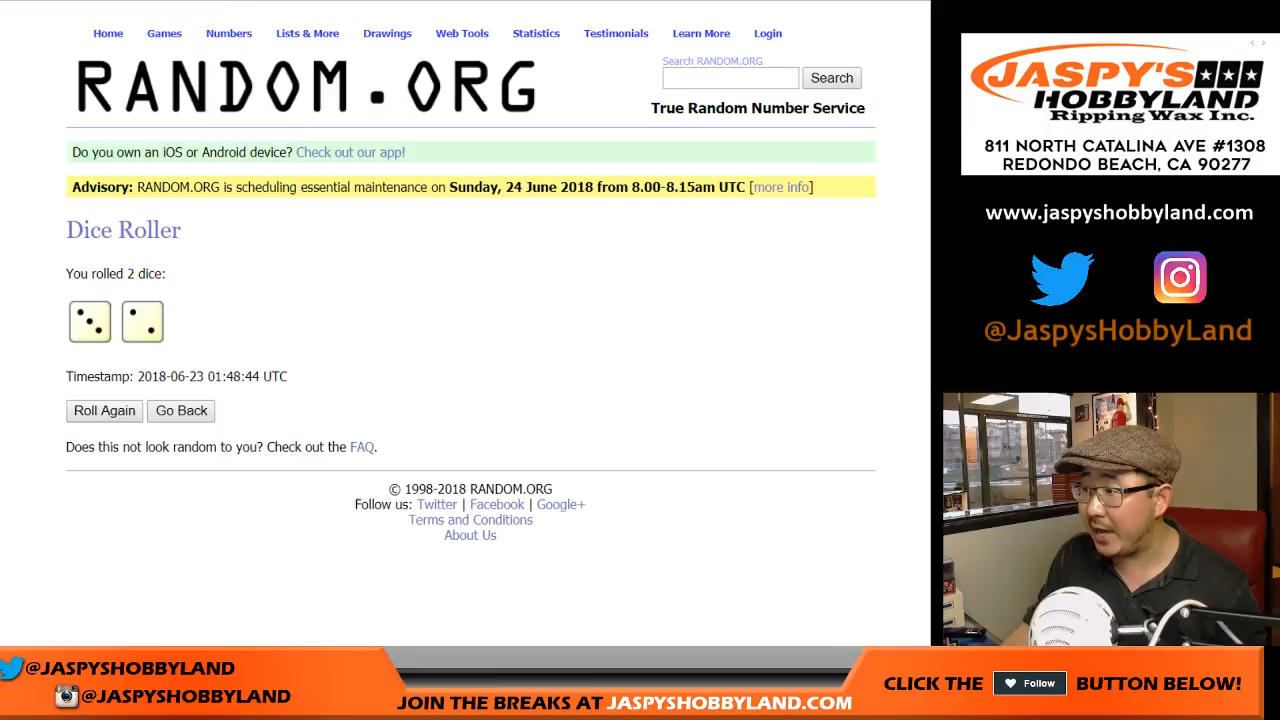 Home Games Numbers Lists & More Drawings Web Tools Statistics Testimonials Learn More Login
RANDOM.ORG
Search RANDOM.ORG
Search
True Random Number Service
Do you own an iOS or Android device? Check out our app!
Advisory: RANDOM.ORG is scheduling essential maintenance on Sunday, 24 June 2018 from 8.00-8.15am UTC [more info]
Dice Roller
You rolled 2 dice:
Timestamp: 2018-06-23 01:48:44 UTC
Roll Again Go Back
Does this not look random to you? Check out the FAQ.
© 1998-2018 RANDOM.ORG
Follow us: Twitter | Facebook | Google+
Terms and Conditions
About Us
JASPY'S
HOBBYLAND
Ripping Wax Inc.
811 NORTH CATALINA AVE #1308
REDONDO BEACH, CA 90277
www.jaspyshobbyland.com
@JaspysHobbyLand
@JASPYSHOBBYLAND
@JASPYSHOBBYLAND
JOIN THE BREAKS AT JASPYSHOBBYLAND.COM
CLICK THE Follow BUTTON BELOW!